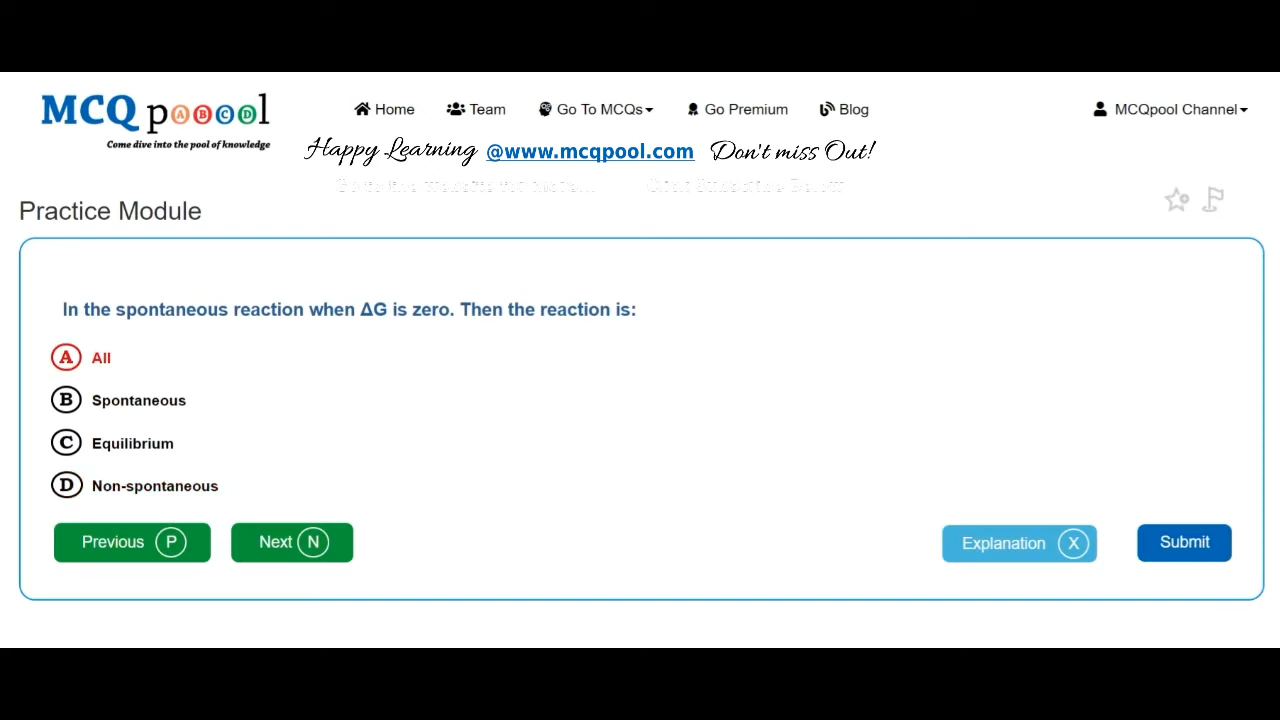 MCQ pooool
Come dive into the pool of knowledge
Home Team Go To MCQs Go Premium Blog MCQpool Channel
Happy Learning @www.mcqpool.com Don't miss Out!
Practice Module
In the spontaneous reaction when ΔG is zero. Then the reaction is:
A All
B Spontaneous
C Equilibrium
D Non-spontaneous
Previous P Next N Explanation X Submit